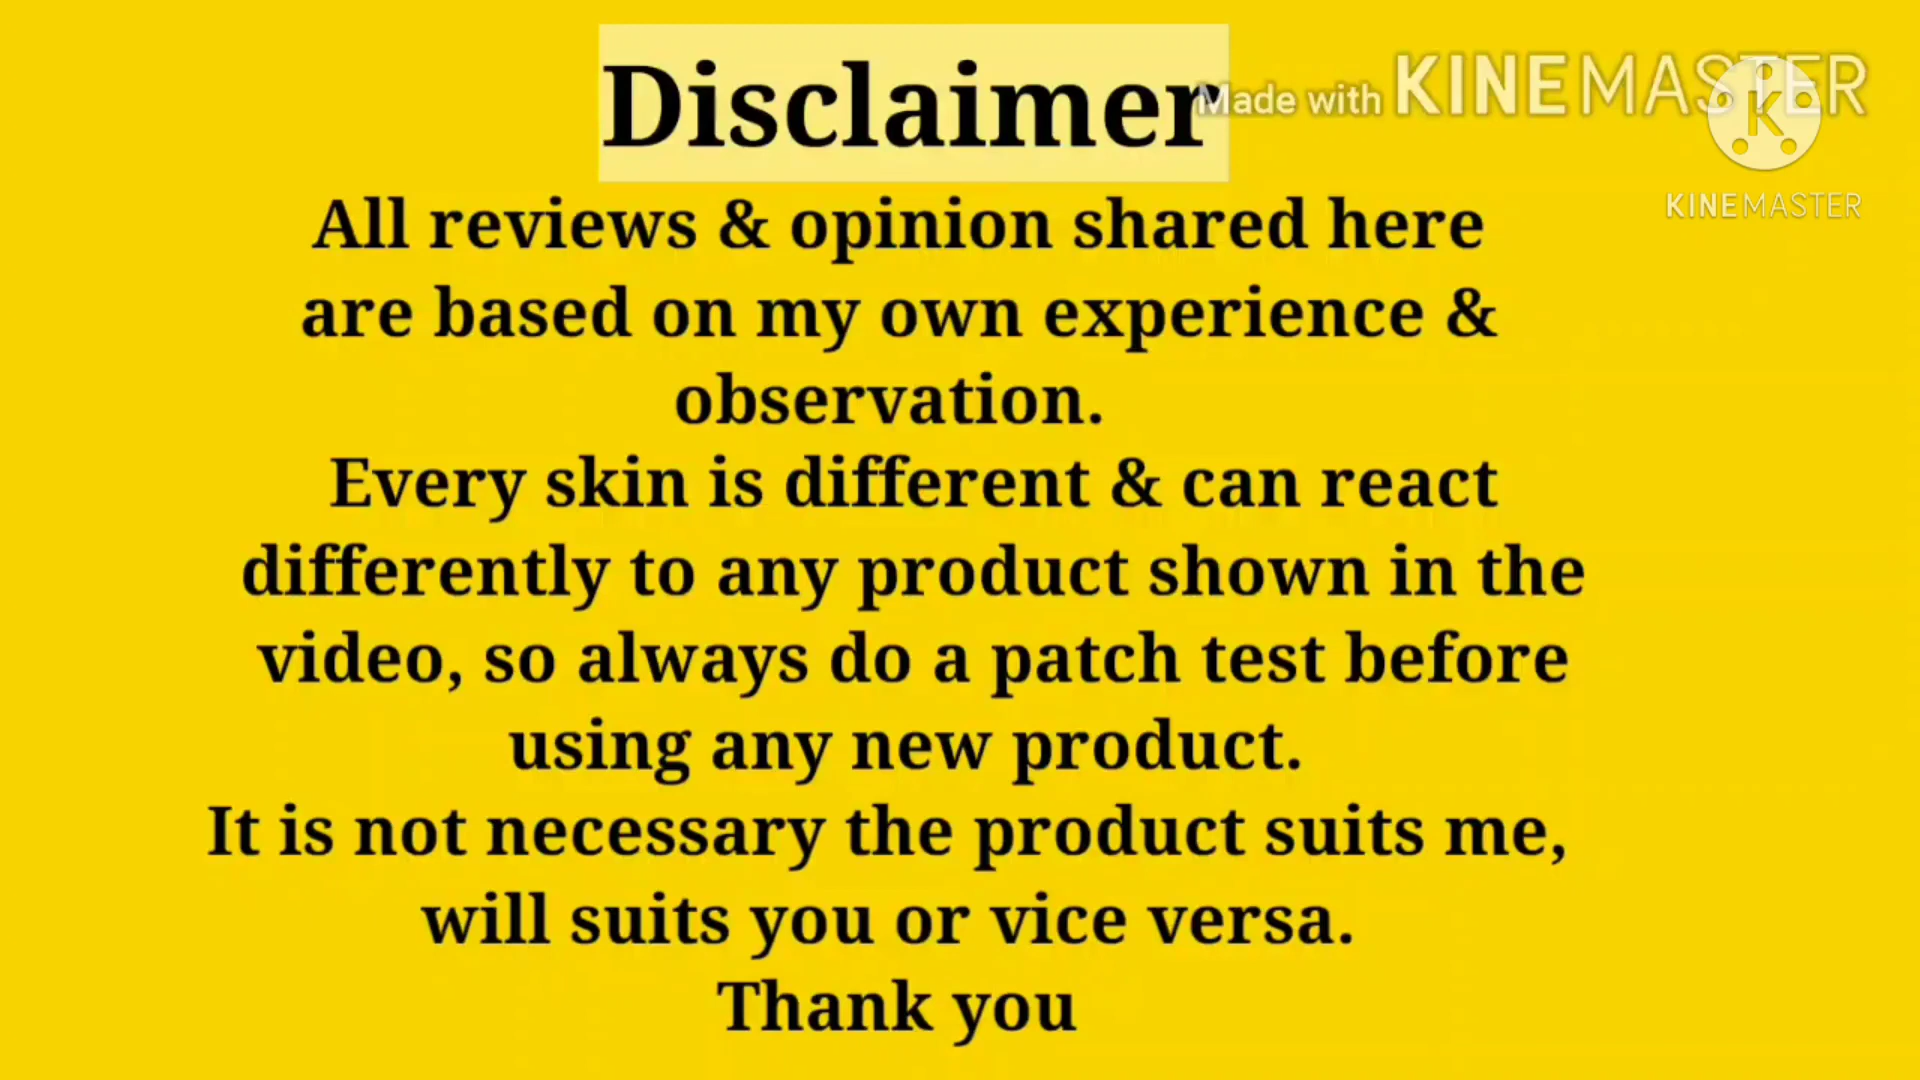 Disclaimer
Made with KINEMASTER
K
KINEMASTER
All reviews & opinion shared here
are based on my own experience &
observation.
Every skin is different & can react
differently to any product shown in the
video, so always do a patch test before
using any new product.
It is not necessary the product suits me,
will suits you or vice versa.
Thank you